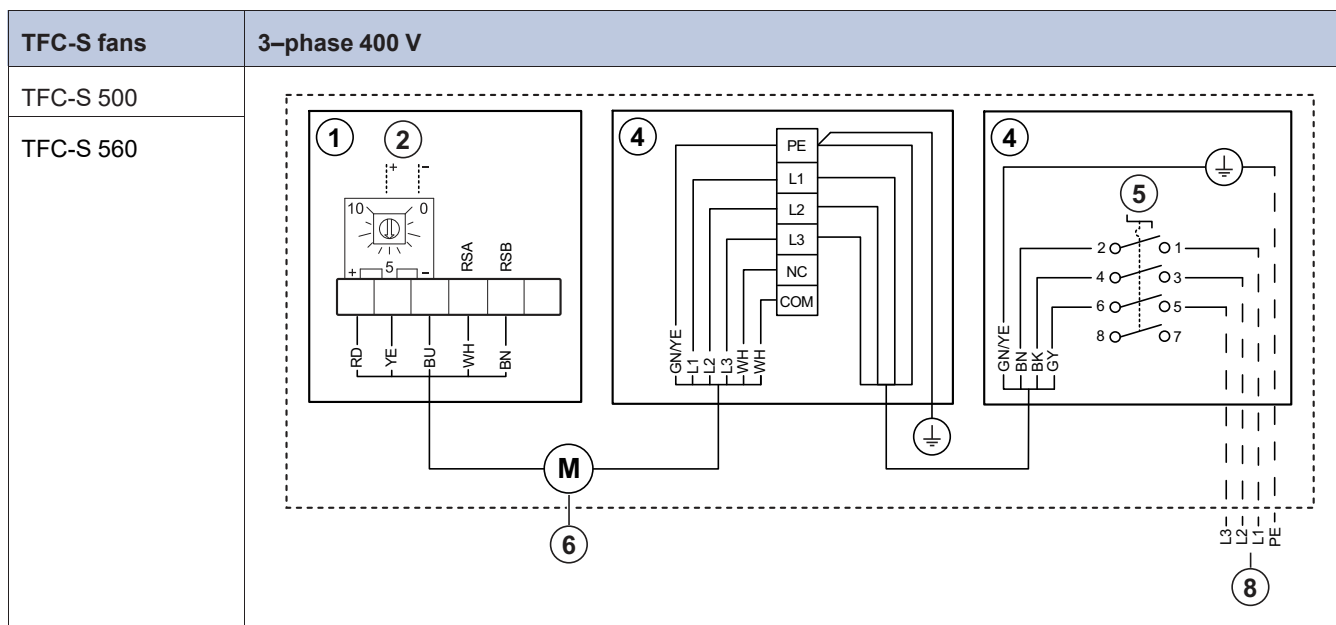 TFC-S fans
3–phase 400 V
TFC-S 500
TFC-S 560
1
2
+ –
10 0
5
+ –
RSA
RSB
RD
YE
BU
WH
BN
4
PE
L1
L2
L3
NC
COM
GN/YE
L1
L2
L3
WH
WH
4
5
2 1
4 3
6 5
8 7
GN/YE
BN
BK
GY
M
6
L3
L2
L1
PE
8